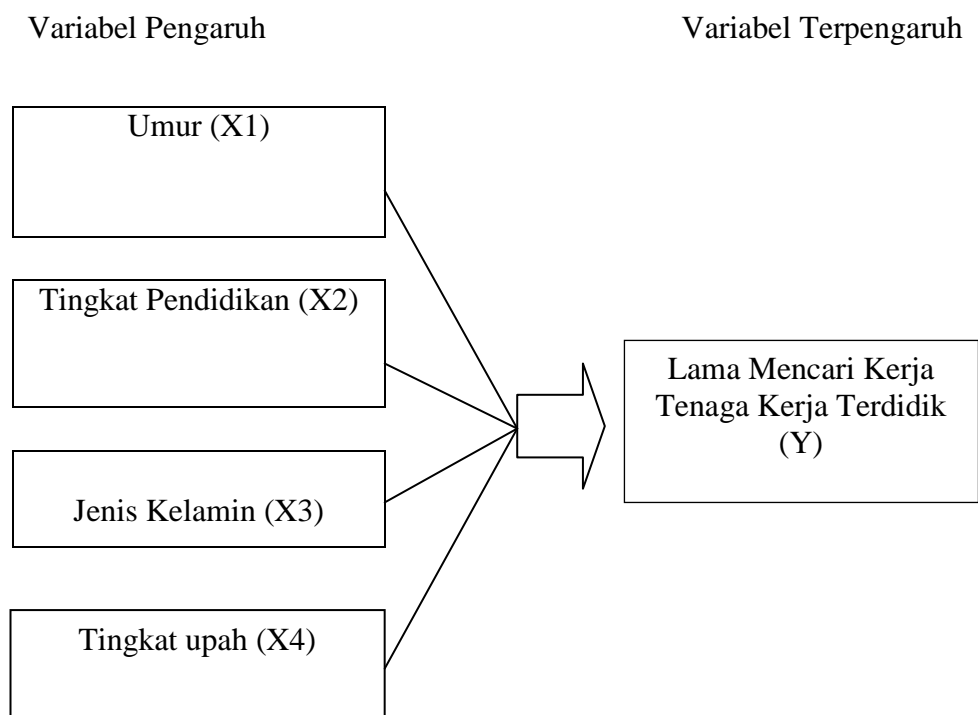 Variabel Pengaruh
Variabel Terpengaruh
Umur (X1)
Tingkat Pendidikan (X2)
Jenis Kelamin (X3)
Tingkat upah (X4)
Lama Mencari Kerja
Tenaga Kerja Terdidik
(Y)